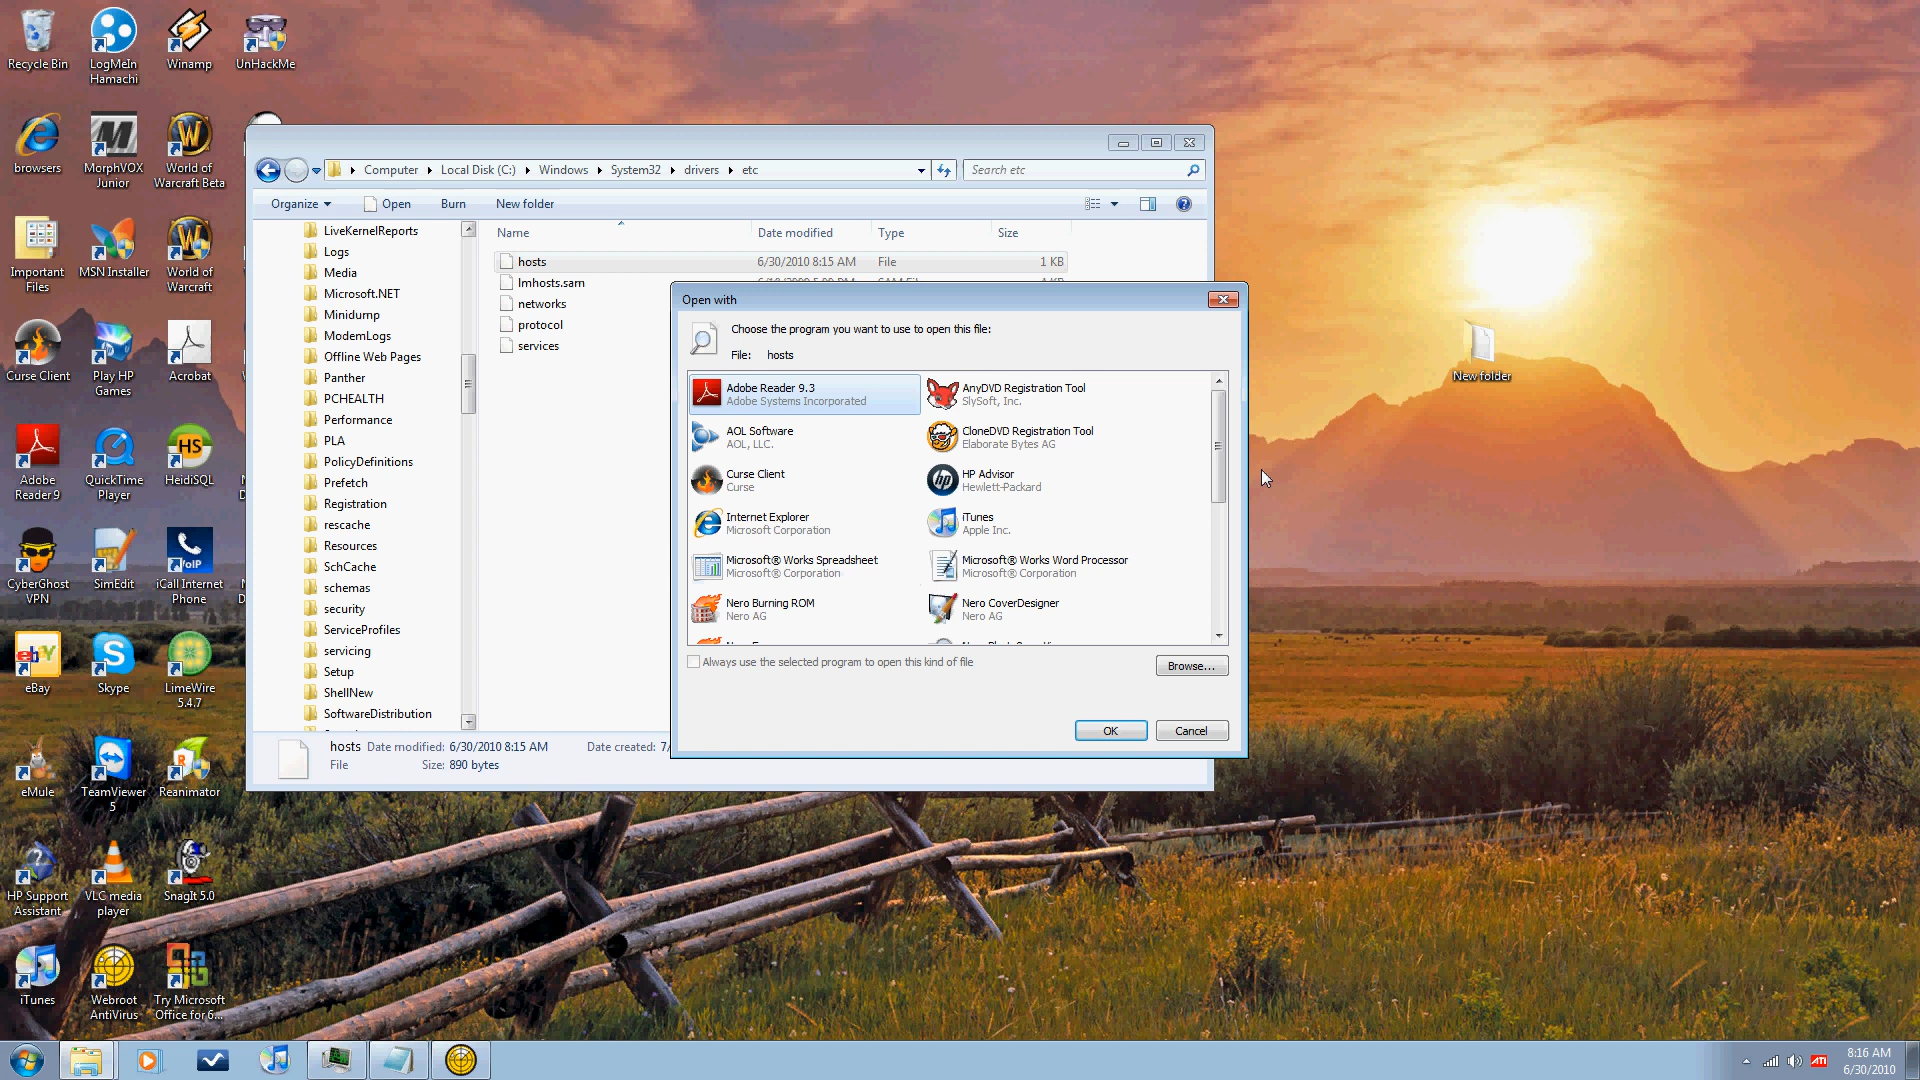 Recycle Bin
LogMeIn
Hamachi
Winamp
UnHackMe
browsers
MorphVOX
Junior
World of
Warcraft Beta
Important
Files
MSN Installer
World of
Warcraft
Curse Client
Play HP
Games
Acrobat
Adobe
Reader 9
QuickTime
Player
HeidiSQL
CyberGhost
VPN
SimEdit
iCall Internet
Phone
eBay
Skype
LimeWire
5.4.7
eMule
TeamViewer
5
Reanimator
HP Support
Assistant
VLC media
player
SnagIt 5.0
iTunes
Webroot
AntiVirus
Try Microsoft
Office for 6...
New folder
Computer
Local Disk (C:)
Windows
System32
drivers
etc
Search etc
Organize
Open
Burn
New folder
LiveKernelReports
Logs
Media
Microsoft.NET
Minidump
ModemLogs
Offline Web Pages
Panther
PCHEALTH
Performance
PLA
PolicyDefinitions
Prefetch
Registration
rescache
Resources
SchCache
schemas
security
ServiceProfiles
servicing
Setup
ShellNew
SoftwareDistribution
Name
Date modified
Type
Size
hosts
6/30/2010 8:15 AM
File
1 KB
lmhosts.sam
networks
protocol
services
hosts
Date modified: 6/30/2010 8:15 AM
Date created: 7/
File
Size: 890 bytes
Open with
Choose the program you want to use to open this file:
File: hosts
Adobe Reader 9.3
Adobe Systems Incorporated
AnyDVD Registration Tool
SlySoft, Inc.
AOL Software
AOL, LLC.
CloneDVD Registration Tool
Elaborate Bytes AG
Curse Client
Curse
HP Advisor
Hewlett-Packard
Internet Explorer
Microsoft Corporation
iTunes
Apple Inc.
Microsoft® Works Spreadsheet
Microsoft® Corporation
Microsoft® Works Word Processor
Microsoft® Corporation
Nero Burning ROM
Nero AG
Nero CoverDesigner
Nero AG
Always use the selected program to open this kind of file
Browse...
OK
Cancel
8:16 AM
6/30/2010